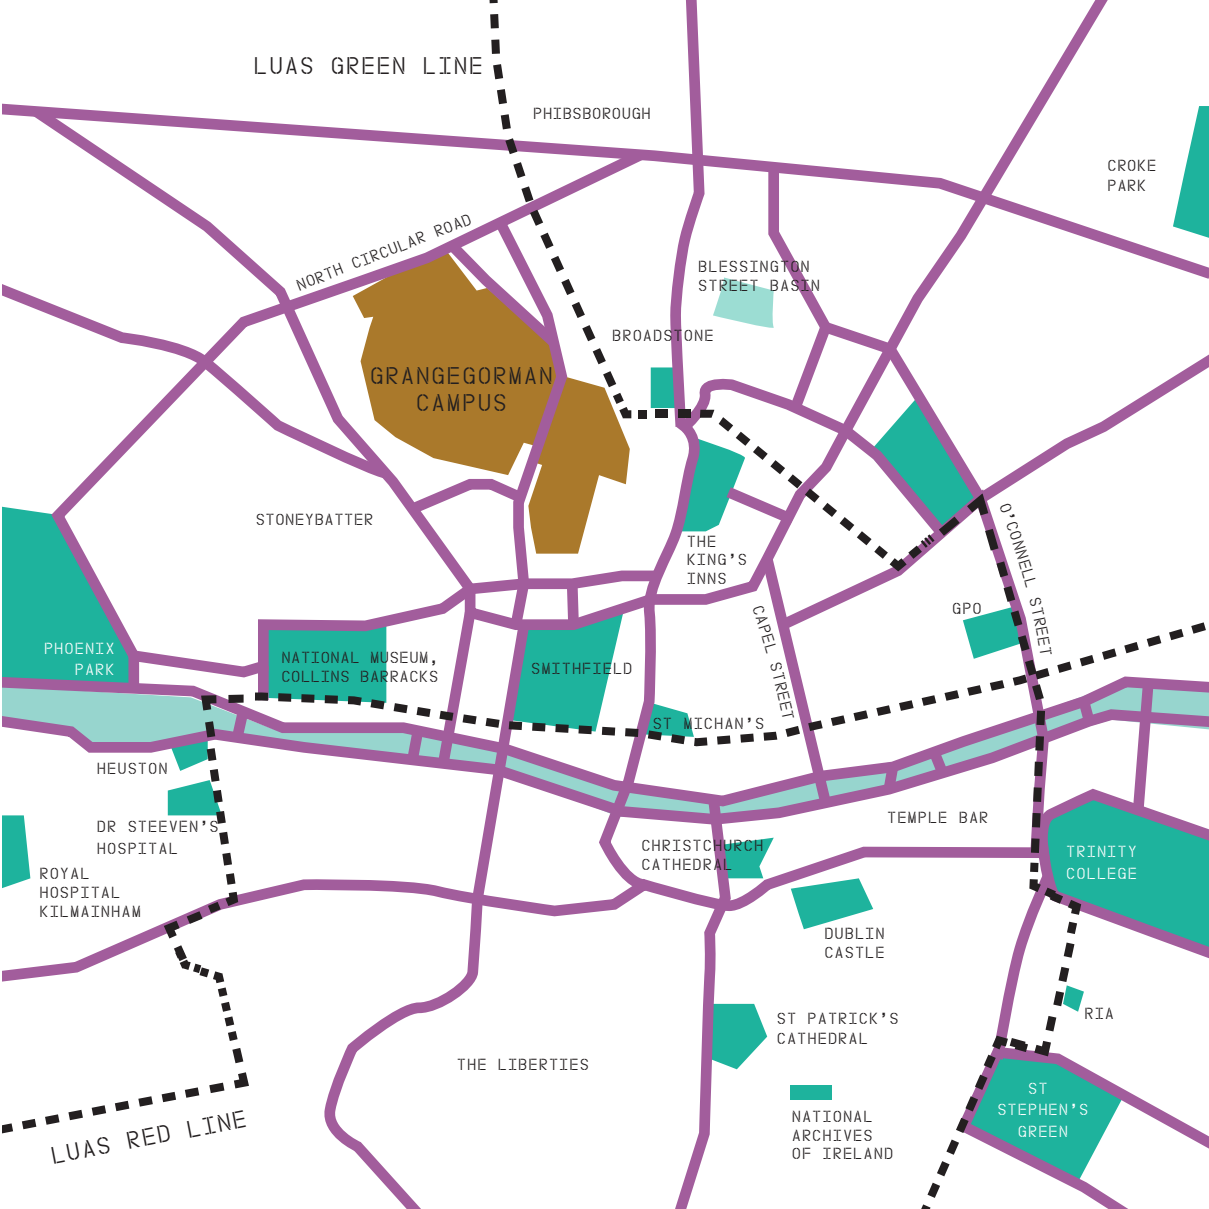 LUAS GREEN LINE
PHIBSBOROUGH
CROKE
PARK
NORTH CIRCULAR ROAD
BLESSINGTON
STREET BASIN
BROADSTONE
GRANGEGORMAN
CAMPUS
STONEYBATTER
O'CONNELL STREET
THE
KING'S
INNS
GPO
CAPEL STREET
PHOENIX
PARK
NATIONAL MUSEUM,
COLLINS BARRACKS
SMITHFIELD
ST MICHAN'S
HEUSTON
DR STEEVEN'S
HOSPITAL
TEMPLE BAR
CHRISTCHURCH
CATHEDRAL
TRINITY
COLLEGE
ROYAL
HOSPITAL
KILMAINHAM
DUBLIN
CASTLE
ST PATRICK'S
CATHEDRAL
RIA
THE LIBERTIES
NATIONAL
ARCHIVES
OF IRELAND
ST
STEPHEN'S
GREEN
LUAS RED LINE